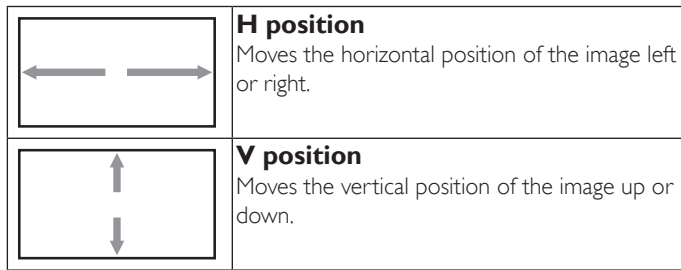 H position
Moves the horizontal position of the image left
or right.
V position
Moves the vertical position of the image up or
down.